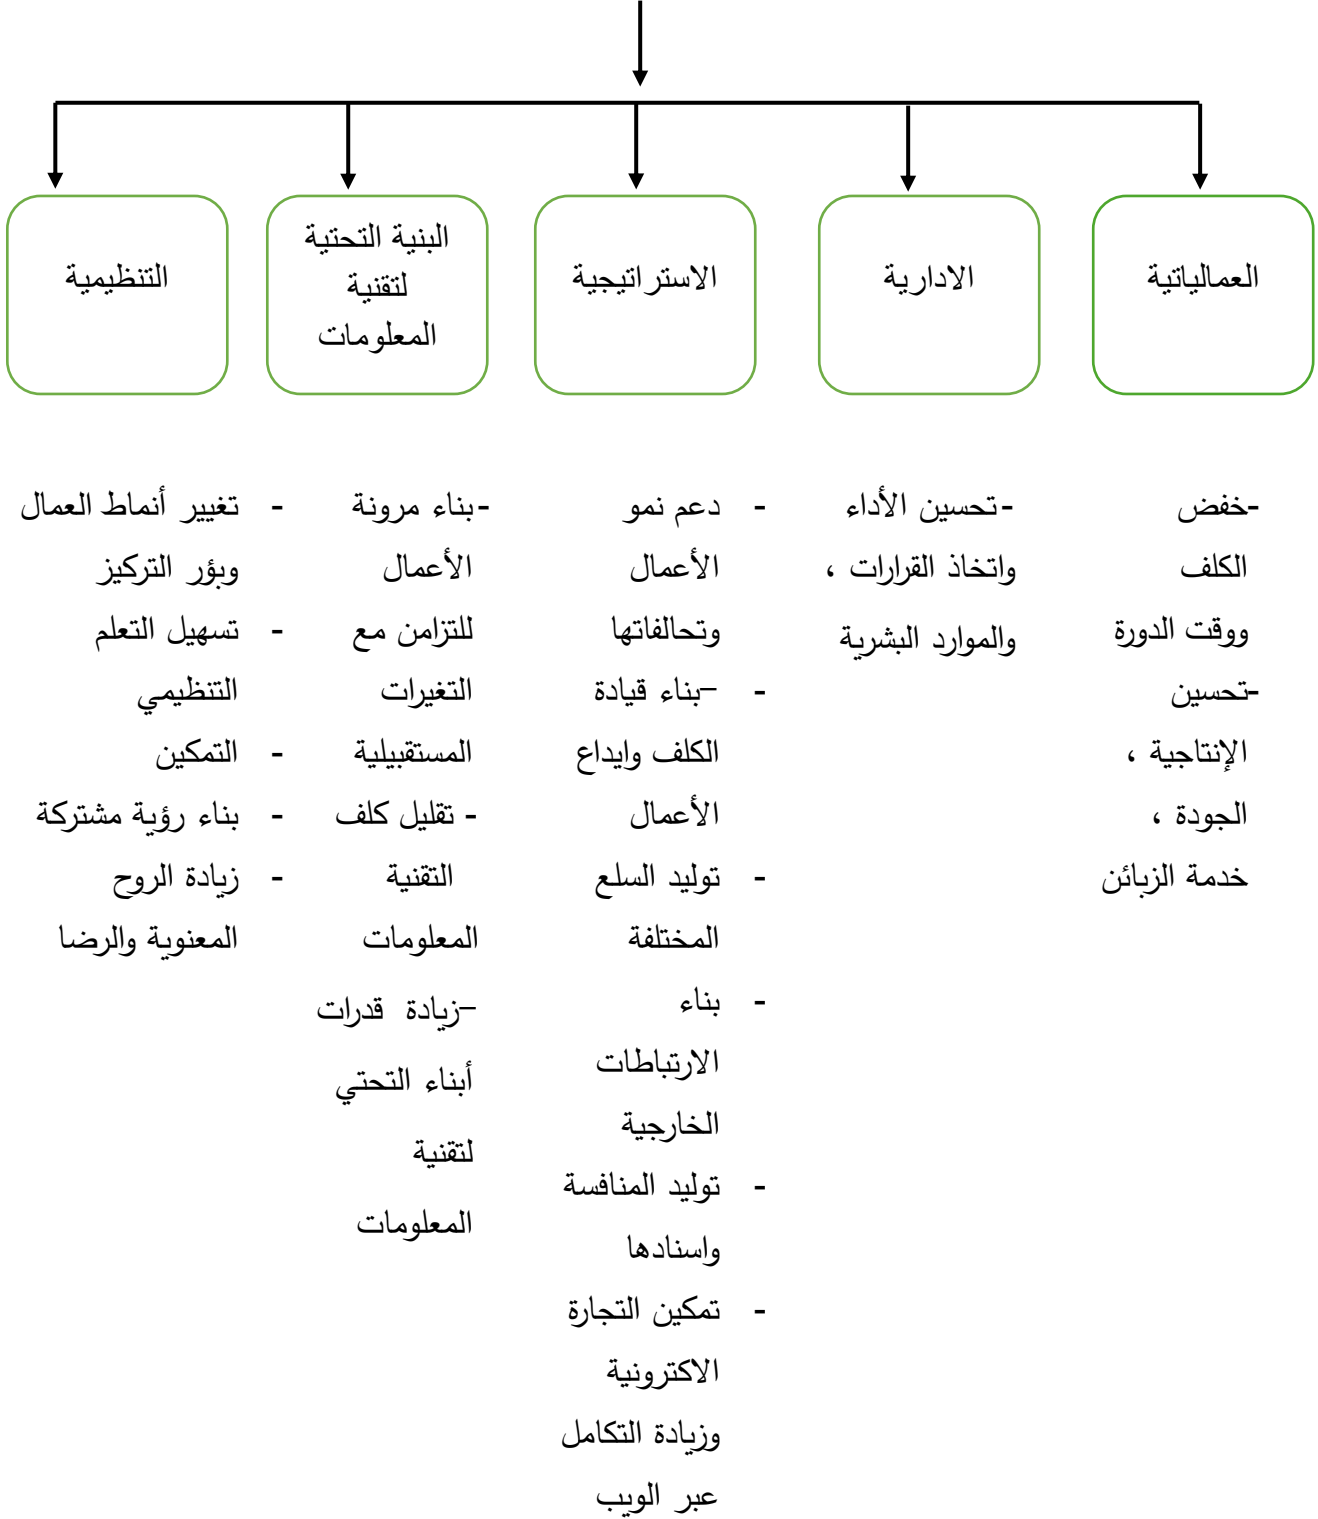 العمالياتية
الادارية
الاستراتيجية
البنية التحتية
لتقنية
المعلومات
التنظيمية
-خفض
الكلف
ووقت الدورة
-تحسين
الإنتاجية ،
الجودة ،
خدمة الزبائن
-تحسين الأداء
واتخاذ القرارات ،
والموارد البشرية
- دعم نمو
الأعمال
وتحالفاتها
- –بناء قيادة
الكلف وايداع
الأعمال
- توليد السلع
المختلفة
- بناء
الارتباطات
الخارجية
- توليد المنافسة
واسنادها
- تمكين التجارة
الاكترونية
وزيادة التكامل
عبر الويب
-بناء مرونة
الأعمال
للتزامن مع
التغيرات
المستقبيلية
- تقليل كلف
التقنية
المعلومات
–زيادة قدرات
أبناء التحتي
لتقنية
المعلومات
- تغيير أنماط العمال
وبؤر التركيز
- تسهيل التعلم
التنظيمي
- التمكين
- بناء رؤية مشتركة
- زيادة الروح
المعنوية والرضا